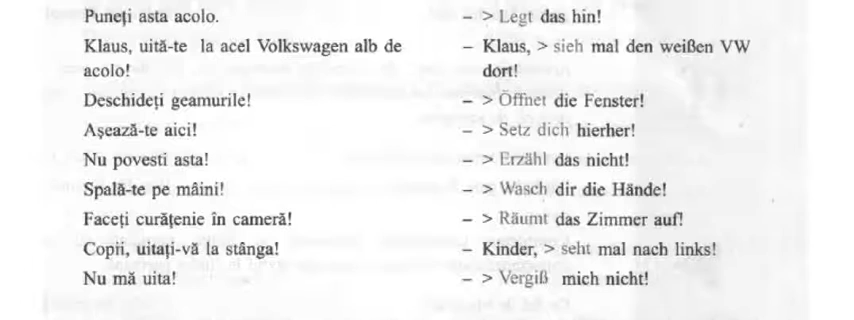 Puneți asta acolo. – > Legt das hin!
Klaus, uită-te la acel Volkswagen alb de – Klaus, > sieh mal den weißen VW
acolo! dort!
Deschideți geamurile! – > Öffnet die Fenster!
Așează-te aici! – > Setz dich hierher!
Nu povesti asta! – > Erzähl das nicht!
Spală-te pe mâini! – > Wasch dir die Hände!
Faceți curățenie în cameră! – > Räumt das Zimmer auf!
Copii, uitați-vă la stânga! – Kinder, > seht mal nach links!
Nu mă uita! – > Vergiß mich nicht!